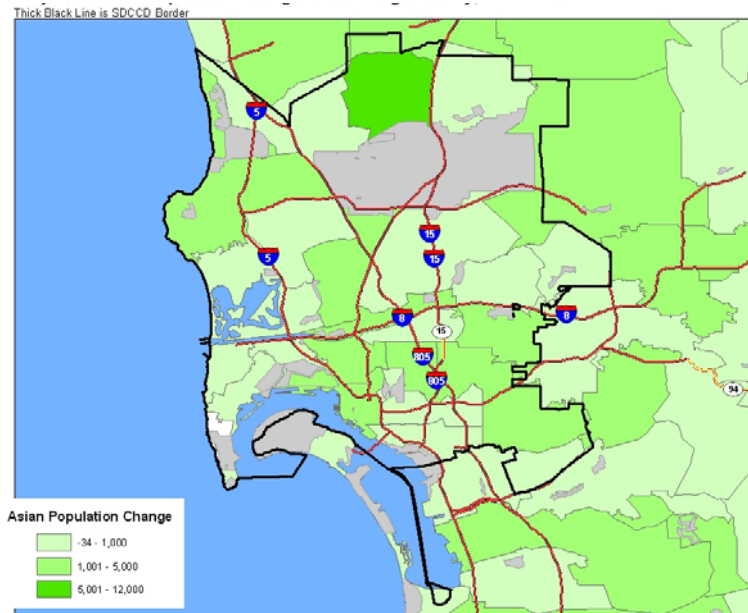 Thick Black Line is SDCCD Border
5
15
5
15
8
8
15
805
805
94
Asian Population Change
-34 - 1,000
1,001 - 5,000
5,001 - 12,000